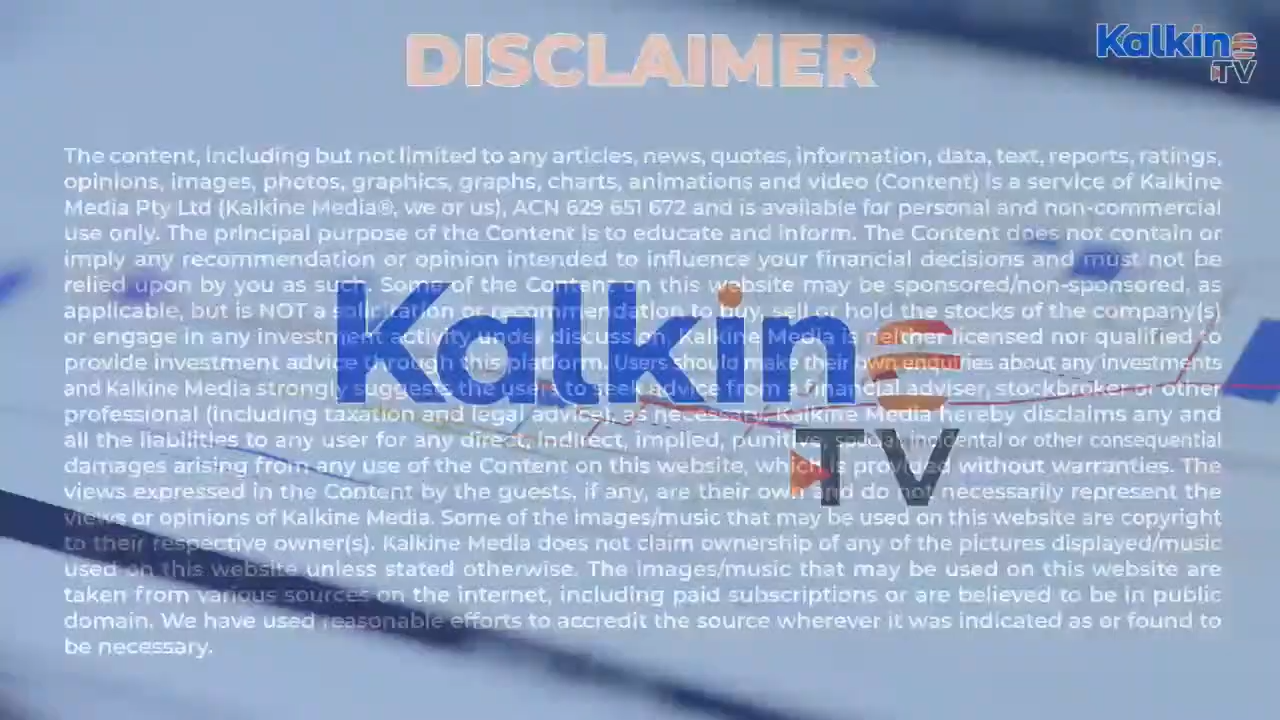 DISCLAIMER
Kalkine
TV
The content, including but not limited to any articles, news, quotes, information, data, text, reports, ratings,
opinions, images, photos, graphics, graphs, charts, animations and video (Content) is a service of Kalkine
Media Pty Ltd (Kalkine Media®, we or us), ACN 629 651 672 and is available for personal and non-commercial
use only. The principal purpose of the Content is to educate and inform. The Content does not contain or
imply any recommendation or opinion intended to influence your financial decisions and must not be
relied upon by you as such. Some of the Content on this website may be sponsored/non-sponsored, as
applicable, but is NOT a solicitation or recommendation to buy, sell or hold the stocks of the company(s)
or engage in any investment activity under discussion. Kalkine Media is neither licensed nor qualified to
provide investment advice through this platform. Users should make their own enquiries about any investments
and Kalkine Media strongly suggests the users to seek advice from a financial adviser, stockbroker or other
professional (including taxation and legal advice), as necessary. Kalkine Media hereby disclaims any and
all the liabilities to any user for any direct, indirect, implied, punitive, special, incidental or other consequential
damages arising from any use of the Content on this website, which is provided without warranties. The
views expressed in the Content by the guests, if any, are their own and do not necessarily represent the
views or opinions of Kalkine Media. Some of the images/music that may be used on this website are copyright
to their respective owner(s). Kalkine Media does not claim ownership of any of the pictures displayed/music
used on this website unless stated otherwise. The images/music that may be used on this website are
taken from various sources on the internet, including paid subscriptions or are believed to be in public
domain. We have used reasonable efforts to accredit the source wherever it was indicated as or found to
be necessary.
Kalkine
TV